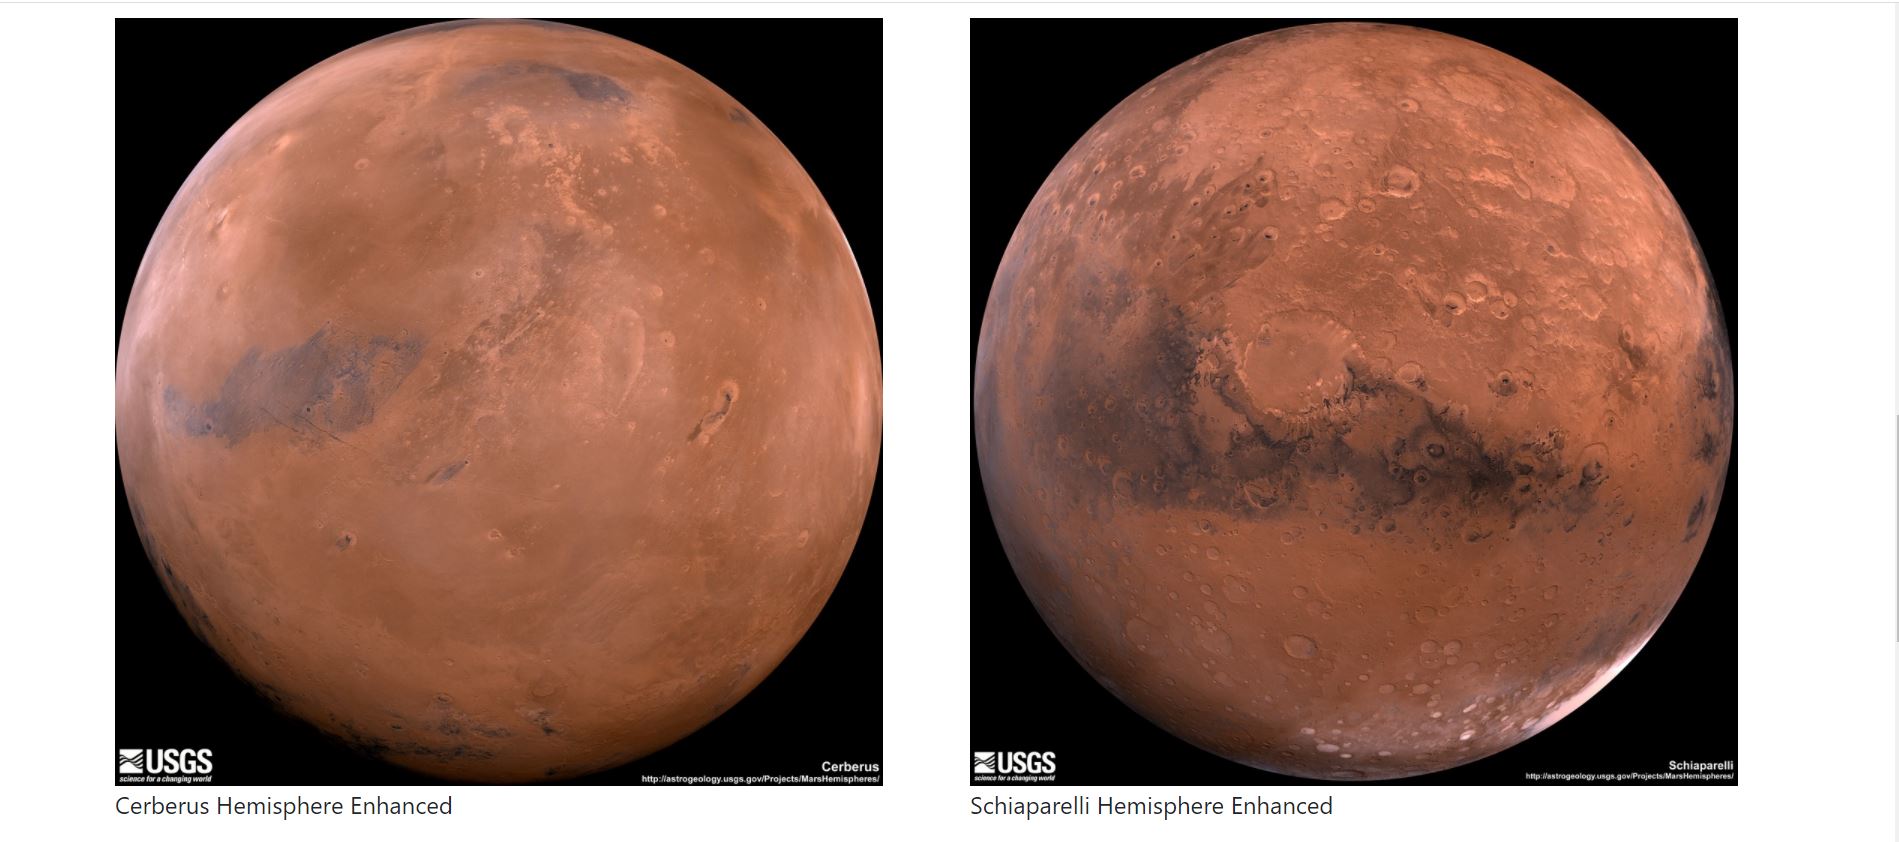 USGS
science for a changing world
Cerberus
http://astrogeology.usgs.gov/Projects/MarsHemispheres/
Cerberus Hemisphere Enhanced
USGS
science for a changing world
Schiaparelli
http://astrogeology.usgs.gov/Projects/MarsHemispheres/
Schiaparelli Hemisphere Enhanced